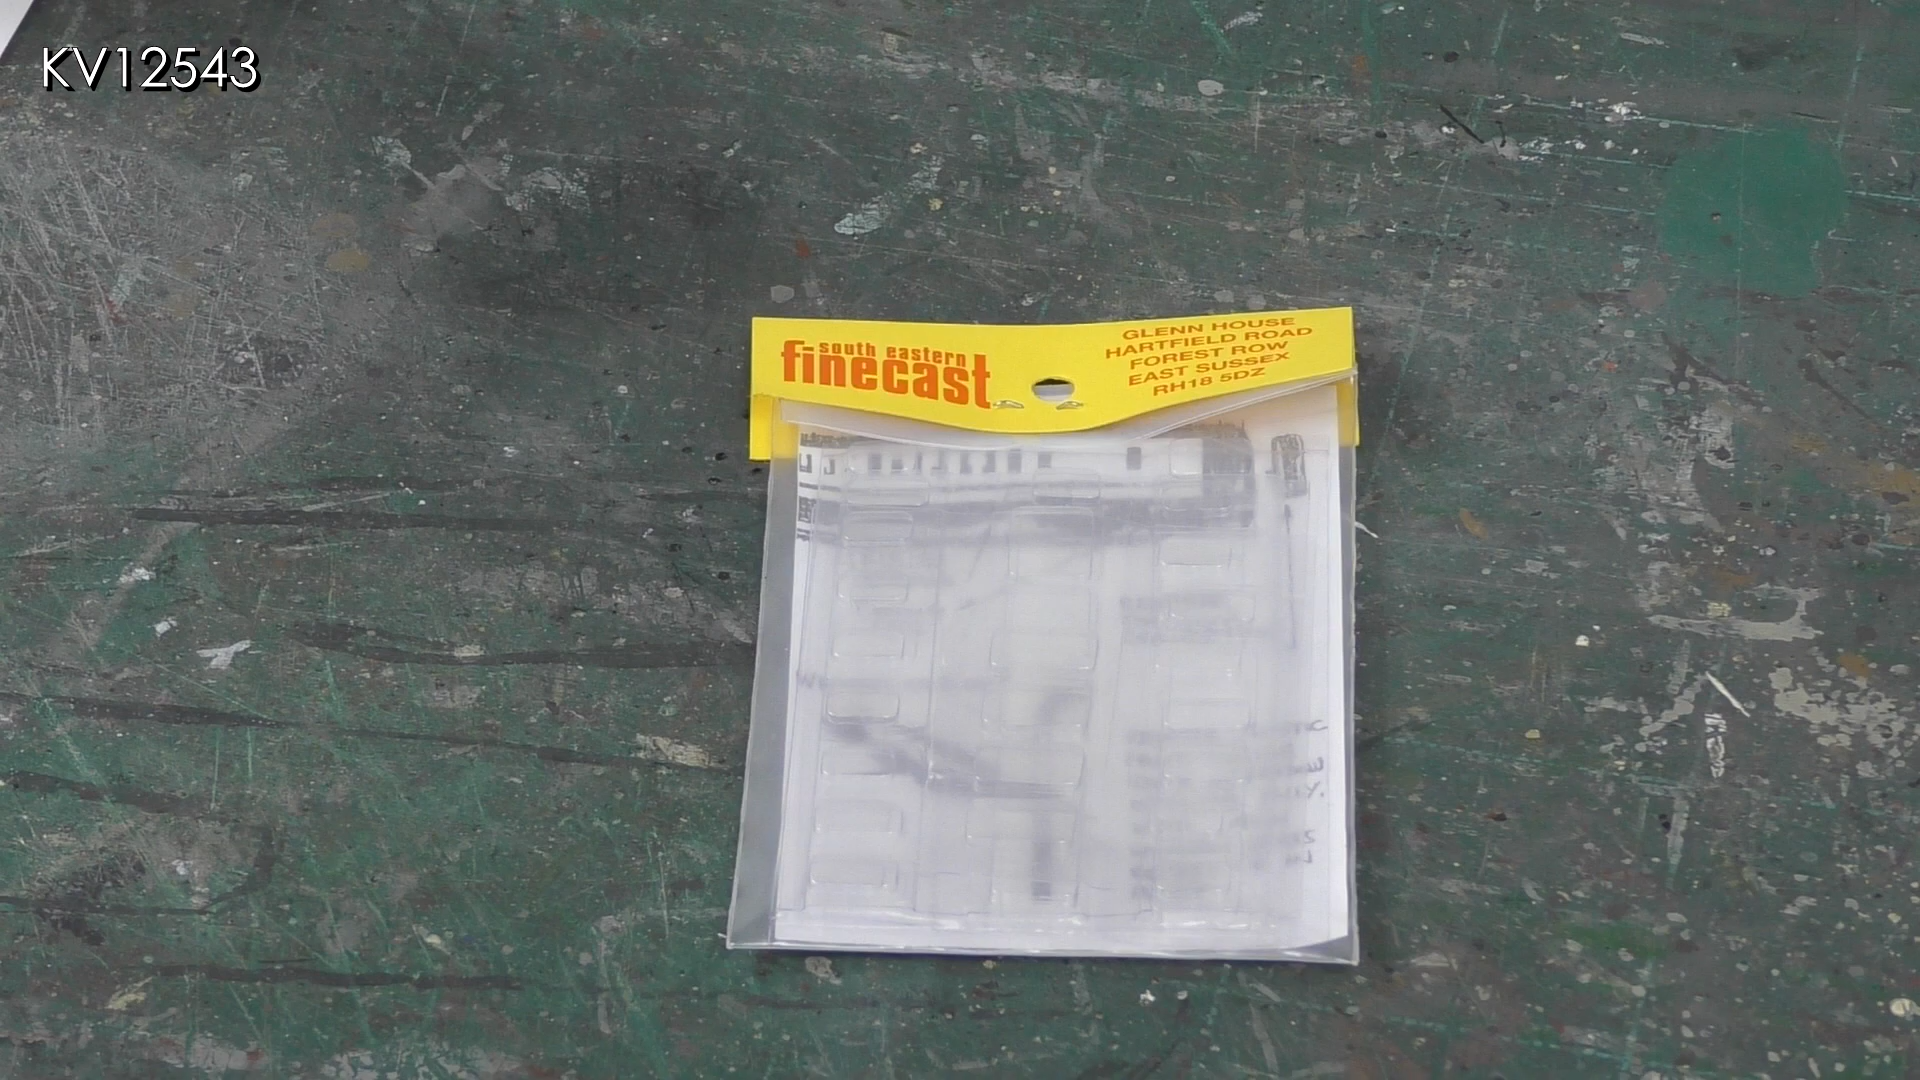 KV12543
south eastern
finecast
GLENN HOUSE
HARTFIELD ROAD
FOREST ROW
EAST SUSSEX
RH18 5DZ